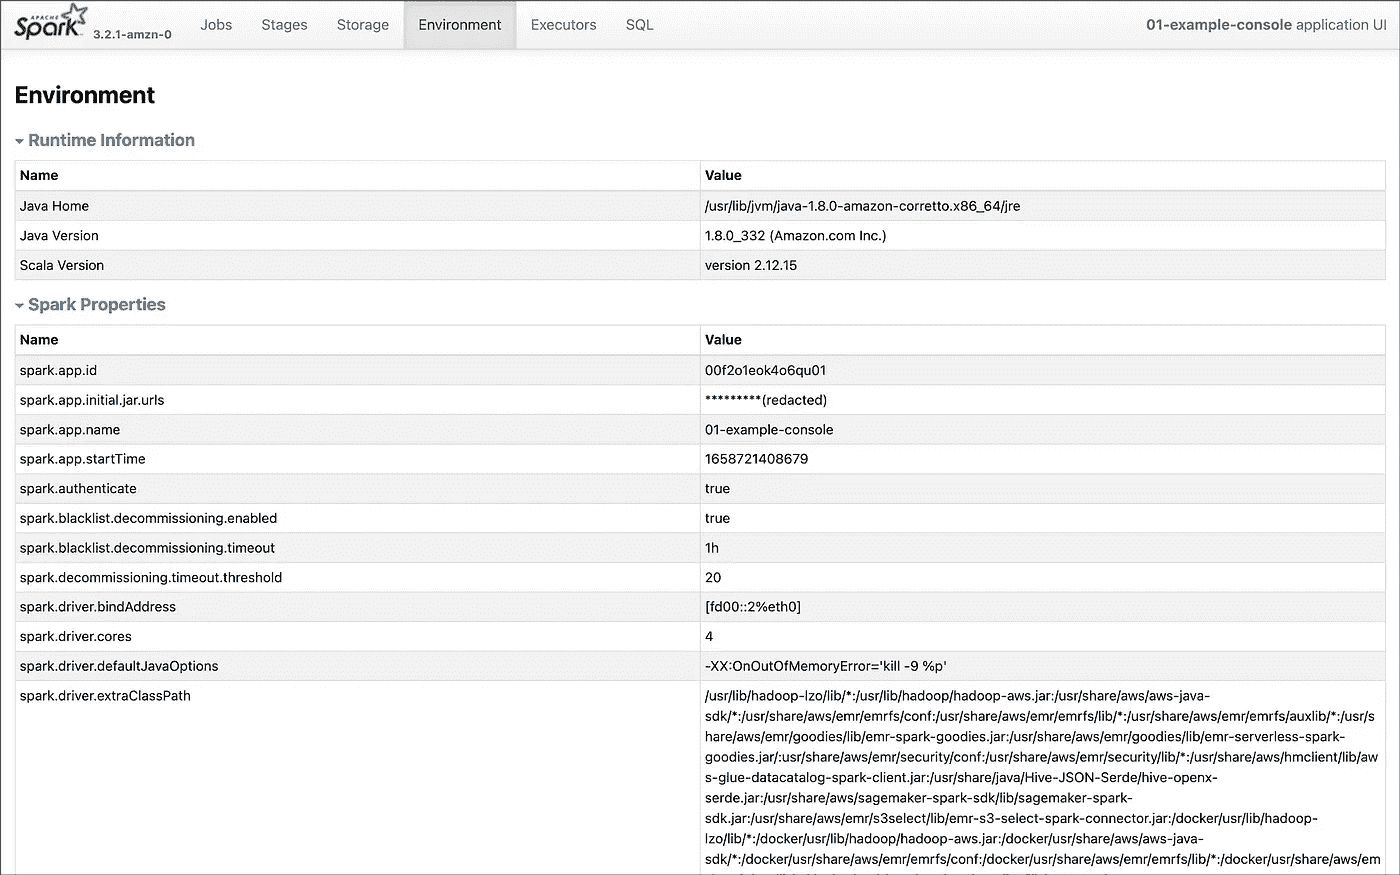 APACHE
Spark 3.2.1-amzn-0 Jobs Stages Storage Environment Executors SQL 01-example-console application UI
Environment
Runtime Information
Name Value
Java Home /usr/lib/jvm/java-1.8.0-amazon-corretto.x86_64/jre
Java Version 1.8.0_332 (Amazon.com Inc.)
Scala Version version 2.12.15
Spark Properties
Name Value
spark.app.id 00f2o1eok4o6qu01
spark.app.initial.jar.urls *********(redacted)
spark.app.name 01-example-console
spark.app.startTime 1658721408679
spark.authenticate true
spark.blacklist.decommissioning.enabled true
spark.blacklist.decommissioning.timeout 1h
spark.decommissioning.timeout.threshold 20
spark.driver.bindAddress [fd00::2%eth0]
spark.driver.cores 4
spark.driver.defaultJavaOptions -XX:OnOutOfMemoryError='kill -9 %p'
spark.driver.extraClassPath /usr/lib/hadoop-lzo/lib/*:/usr/lib/hadoop/hadoop-aws.jar:/usr/share/aws/aws-java-
sdk/*:/usr/share/aws/emr/emrfs/conf:/usr/share/aws/emr/emrfs/lib/*:/usr/share/aws/emr/emrfs/auxlib/*:/usr/s
hare/aws/emr/goodies/lib/emr-spark-goodies.jar:/usr/share/aws/emr/goodies/lib/emr-serverless-spark-
goodies.jar/:usr/share/aws/emr/security/conf:/usr/share/aws/emr/security/lib/*:/usr/share/aws/hmclient/lib/aw
s-glue-datacatalog-spark-client.jar:/usr/share/java/Hive-JSON-Serde/hive-openx-
serde.jar:/usr/share/aws/sagemaker-spark-sdk/lib/sagemaker-spark-
sdk.jar:/usr/share/aws/emr/s3select/lib/emr-s3-select-spark-connector.jar:/docker/usr/lib/hadoop-
lzo/lib/*:/docker/usr/lib/hadoop/hadoop-aws.jar:/docker/usr/share/aws/aws-java-
sdk/*:/docker/usr/share/aws/emr/emrfs/conf:/docker/usr/share/aws/emr/emrfs/lib/*:/docker/usr/share/aws/em